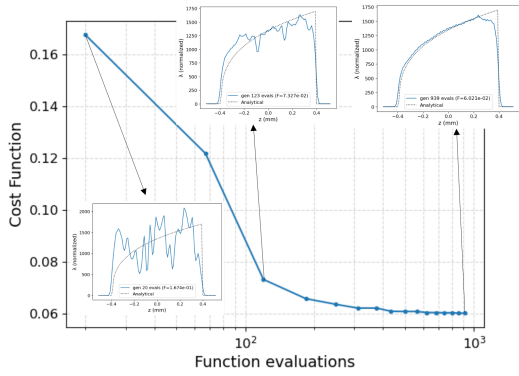 0.16
0.14
0.12
0.10
0.08
0.06
Cost Function
10²
10³
Function evaluations
1750
1500
1250
1000
750
500
250
0
λ (normalized)
gen 123 evals (F=7.327e-02)
Analytical
−0.4 −0.2 0.0 0.2 0.4
z (mm)
1750
1500
1250
1000
750
500
250
0
λ (normalized)
gen 939 evals (F=6.021e-02)
Analytical
−0.4 −0.2 0.0 0.2 0.4
z (mm)
2000
1750
1500
1250
1000
750
500
250
0
λ (normalized)
gen 20 evals (F=1.674e-01)
Analytical
−0.4 −0.2 0.0 0.2 0.4
z (mm)